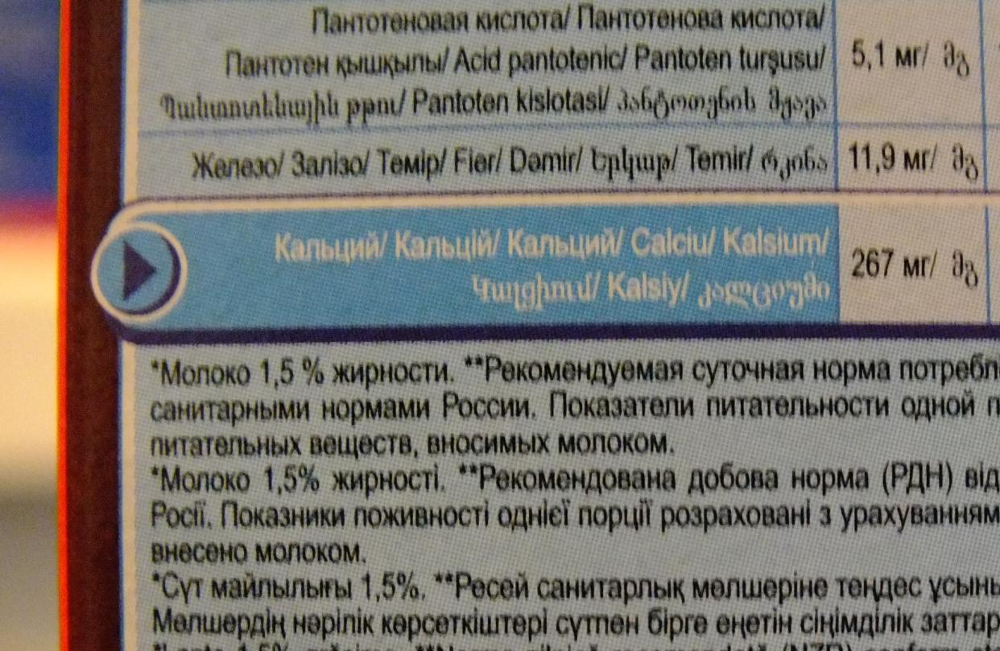 Пантотеновая кислота/ Пантотенова кислота/
Пантотен қышқылы/ Acid pantotenic/ Pantoten turşusu/ 5,1 мг/ მგ
Պանտոտենային թթու/ Pantoten kislotasi/ პანტოთენის მჟავა
Железо/ Залізо/ Темір/ Fier/ Dəmir/ Երկաթ/ Temir/ რკინა 11,9 мг/ მგ
Кальций/ Кальцій/ Кальций/ Calciu/ Kalsium/
Կալցիում/ Kalsiy/ კალციუმი 267 мг/ მგ
*Молоко 1,5 % жирности. **Рекомендуемая суточная норма потребл
санитарными нормами России. Показатели питательности одной п
питательных веществ, вносимых молоком.
*Молоко 1,5% жирності. **Рекомендована добова норма (РДН) від
Росії. Показники поживності однієї порції розраховані з урахуванням
внесено молоком.
*Сүт майлылығы 1,5%. **Ресей санитарлық мөлшеріне теңдес ұсын
Мөлшердің нәрілік көрсеткіштері сүтпен бірге енетін сіңімділік заттар